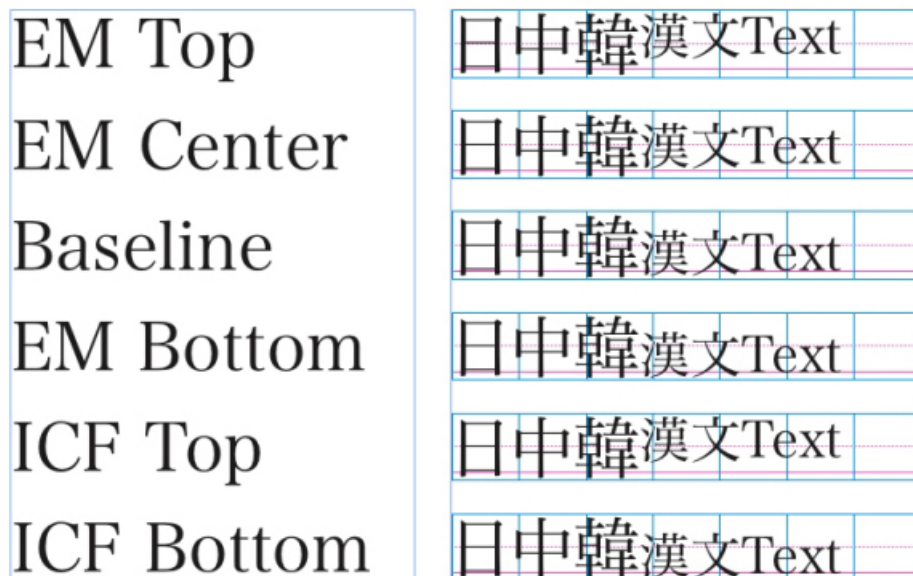 EM Top 日中韓漢文Text
EM Center 日中韓漢文Text
Baseline 日中韓漢文Text
EM Bottom 日中韓漢文Text
ICF Top 日中韓漢文Text
ICF Bottom 日中韓漢文Text